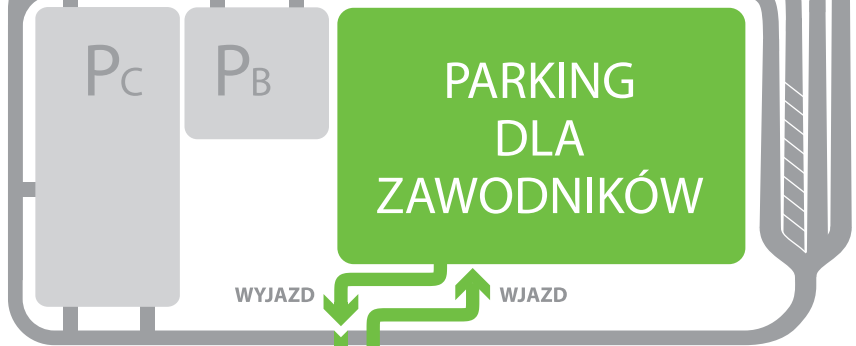 PC
PB
PARKING
DLA
ZAWODNIKÓW
WYJAZD
WJAZD